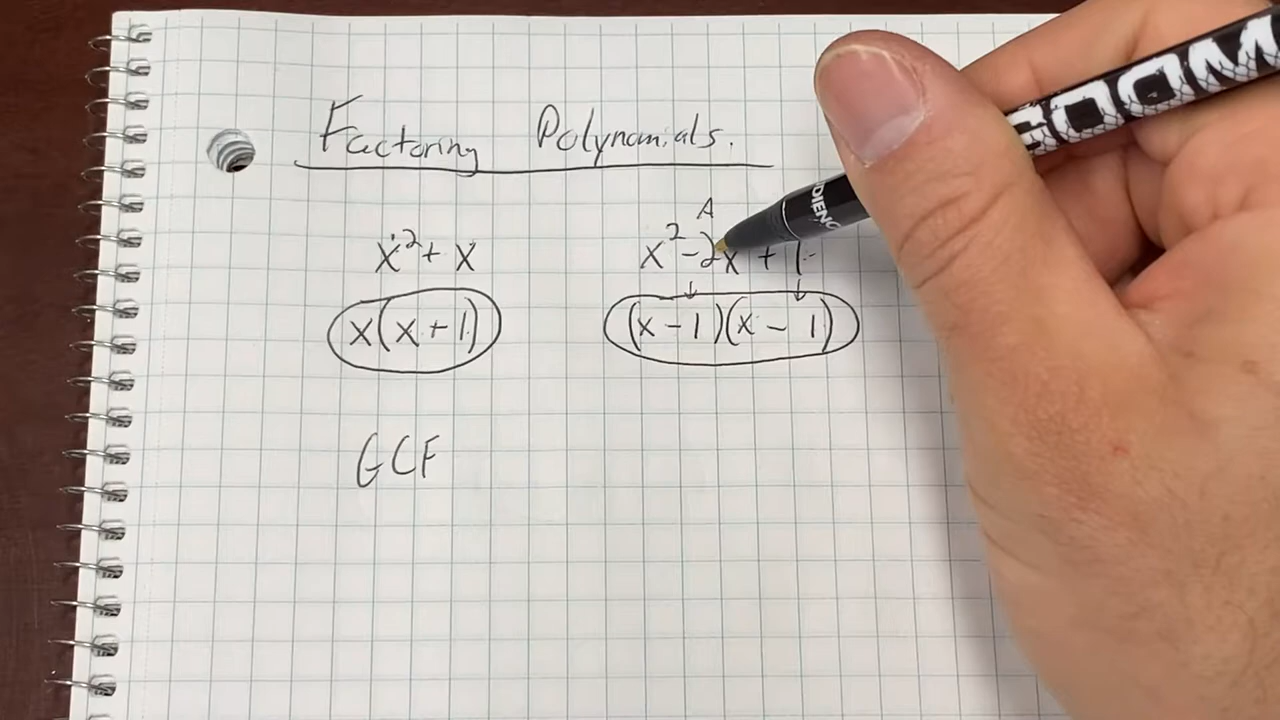 Factoring Polynomials.
x²+ x
A
x²-2x + 1
x(x+1)
(x-1)(x- 1)
GCF